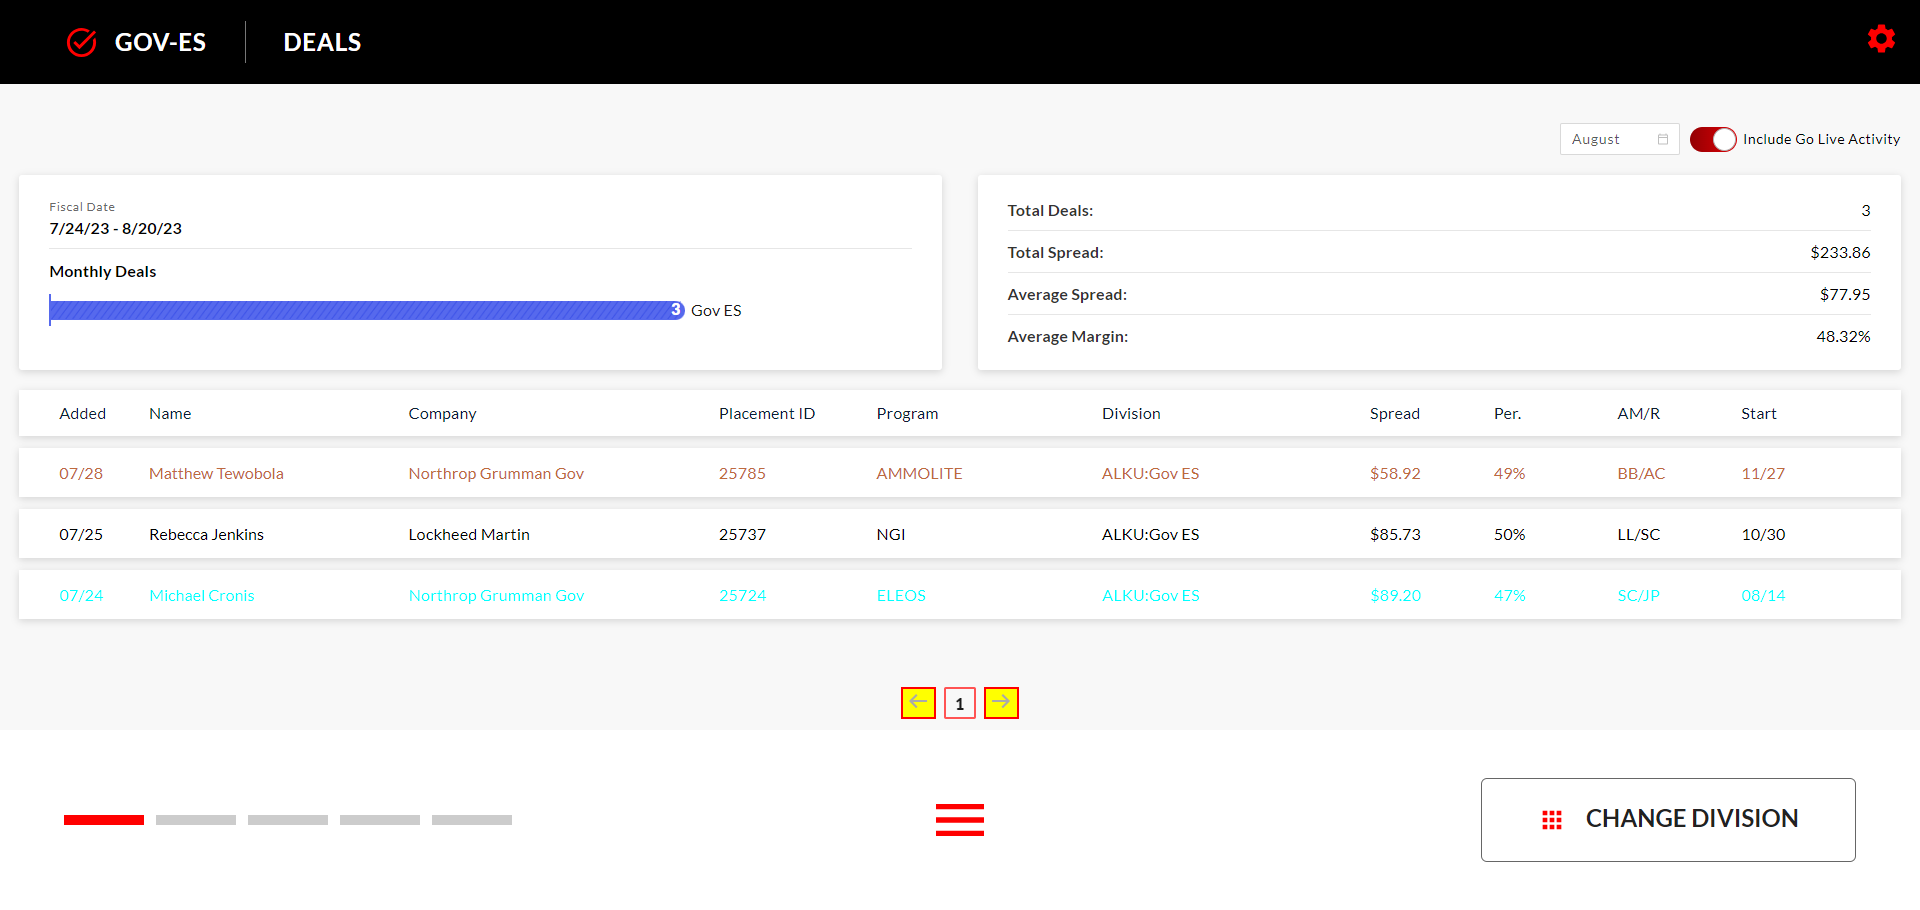 GOV-ES DEALS
August Include Go Live Activity
Fiscal Date
7/24/23 - 8/20/23
Monthly Deals
3 Gov ES
Total Deals: 3
Total Spread: $233.86
Average Spread: $77.95
Average Margin: 48.32%
Added Name Company Placement ID Program Division Spread Per. AM/R Start
07/28 Matthew Tewobola Northrop Grumman Gov 25785 AMMOLITE ALKU:Gov ES $58.92 49% BB/AC 11/27
07/25 Rebecca Jenkins Lockheed Martin 25737 NGI ALKU:Gov ES $85.73 50% LL/SC 10/30
07/24 Michael Cronis Northrop Grumman Gov 25724 ELEOS ALKU:Gov ES $89.20 47% SC/JP 08/14
1
CHANGE DIVISION